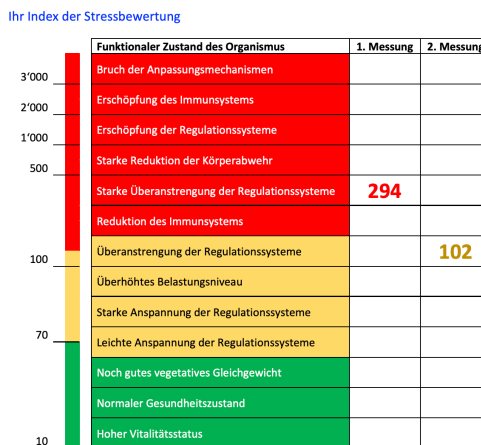 Ihr Index der Stressbewertung
Funktionaler Zustand des Organismus 1. Messung 2. Messung
Bruch der Anpassungsmechanismen
3‘000
Erschöpfung des Immunsystems
2‘000
Erschöpfung der Regulationssysteme
1‘000
Starke Reduktion der Körperabwehr
500
Starke Überanstrengung der Regulationssysteme 294
Reduktion des Immunsystems
Überanstrengung der Regulationssysteme 102
100
Überhöhtes Belastungsniveau
Starke Anspannung der Regulationssysteme
70
Leichte Anspannung der Regulationssysteme
Noch gutes vegetatives Gleichgewicht
Normaler Gesundheitszustand
Hoher Vitalitätsstatus
10